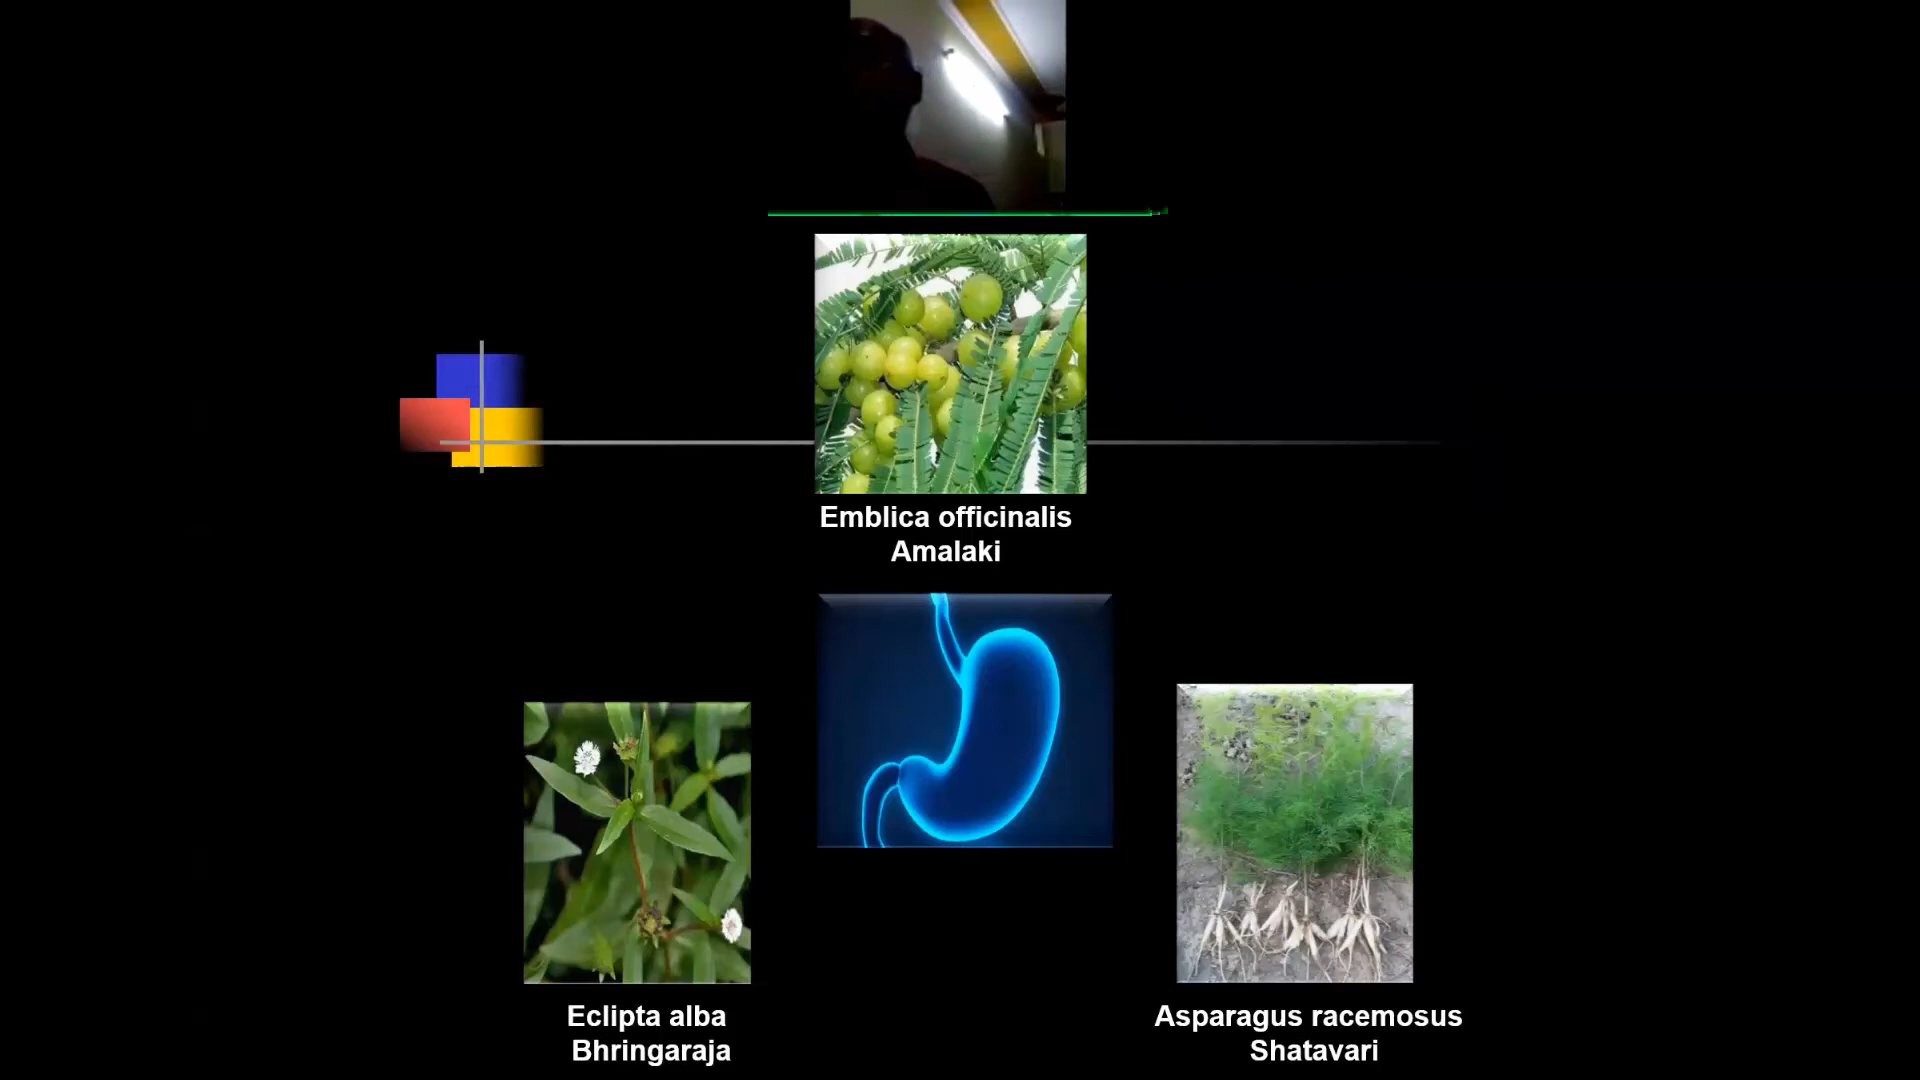 Emblica officinalis
Amalaki
Eclipta alba
Bhringaraja
Asparagus racemosus
Shatavari